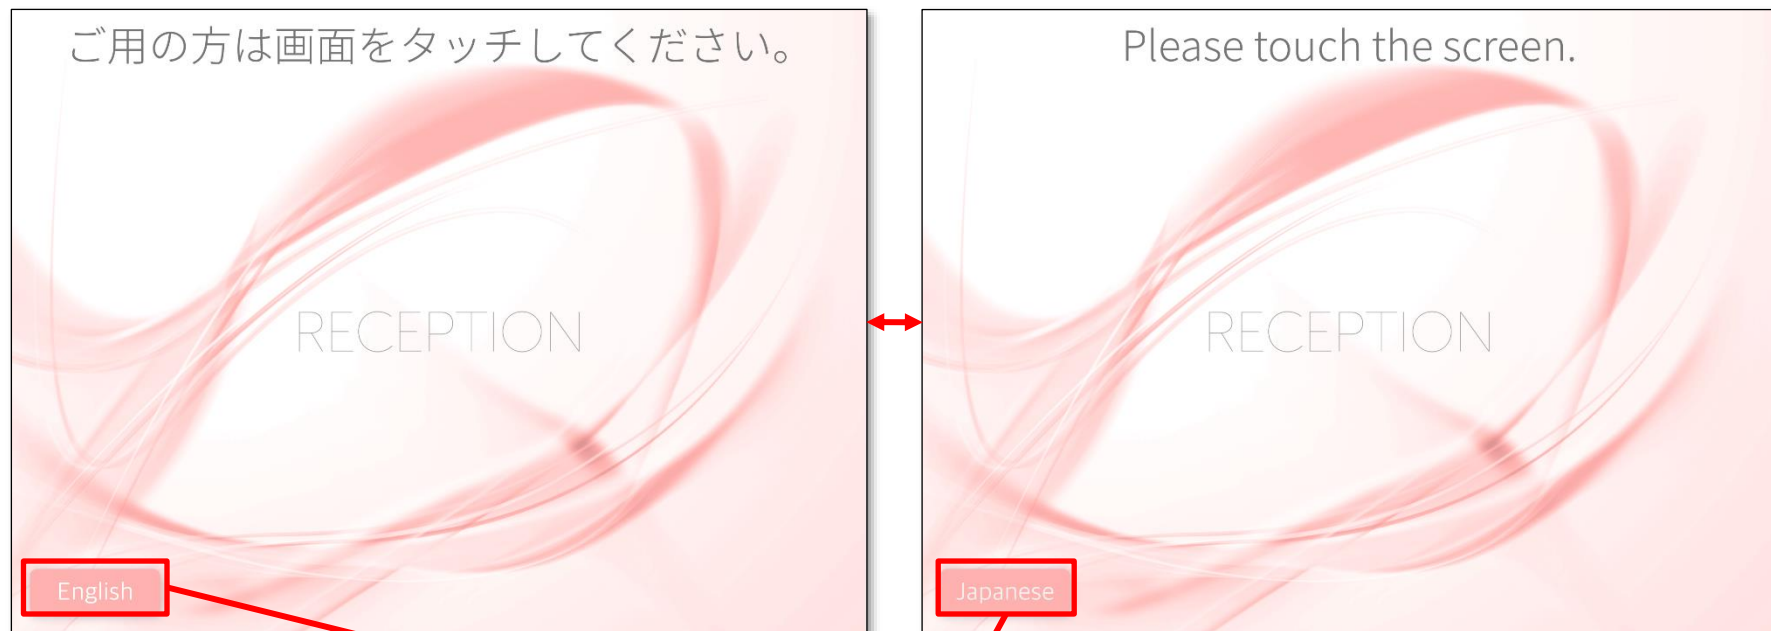 ご用の方は画面をタッチしてください。
RECEPTION
English
Please touch the screen.
RECEPTION
Japanese